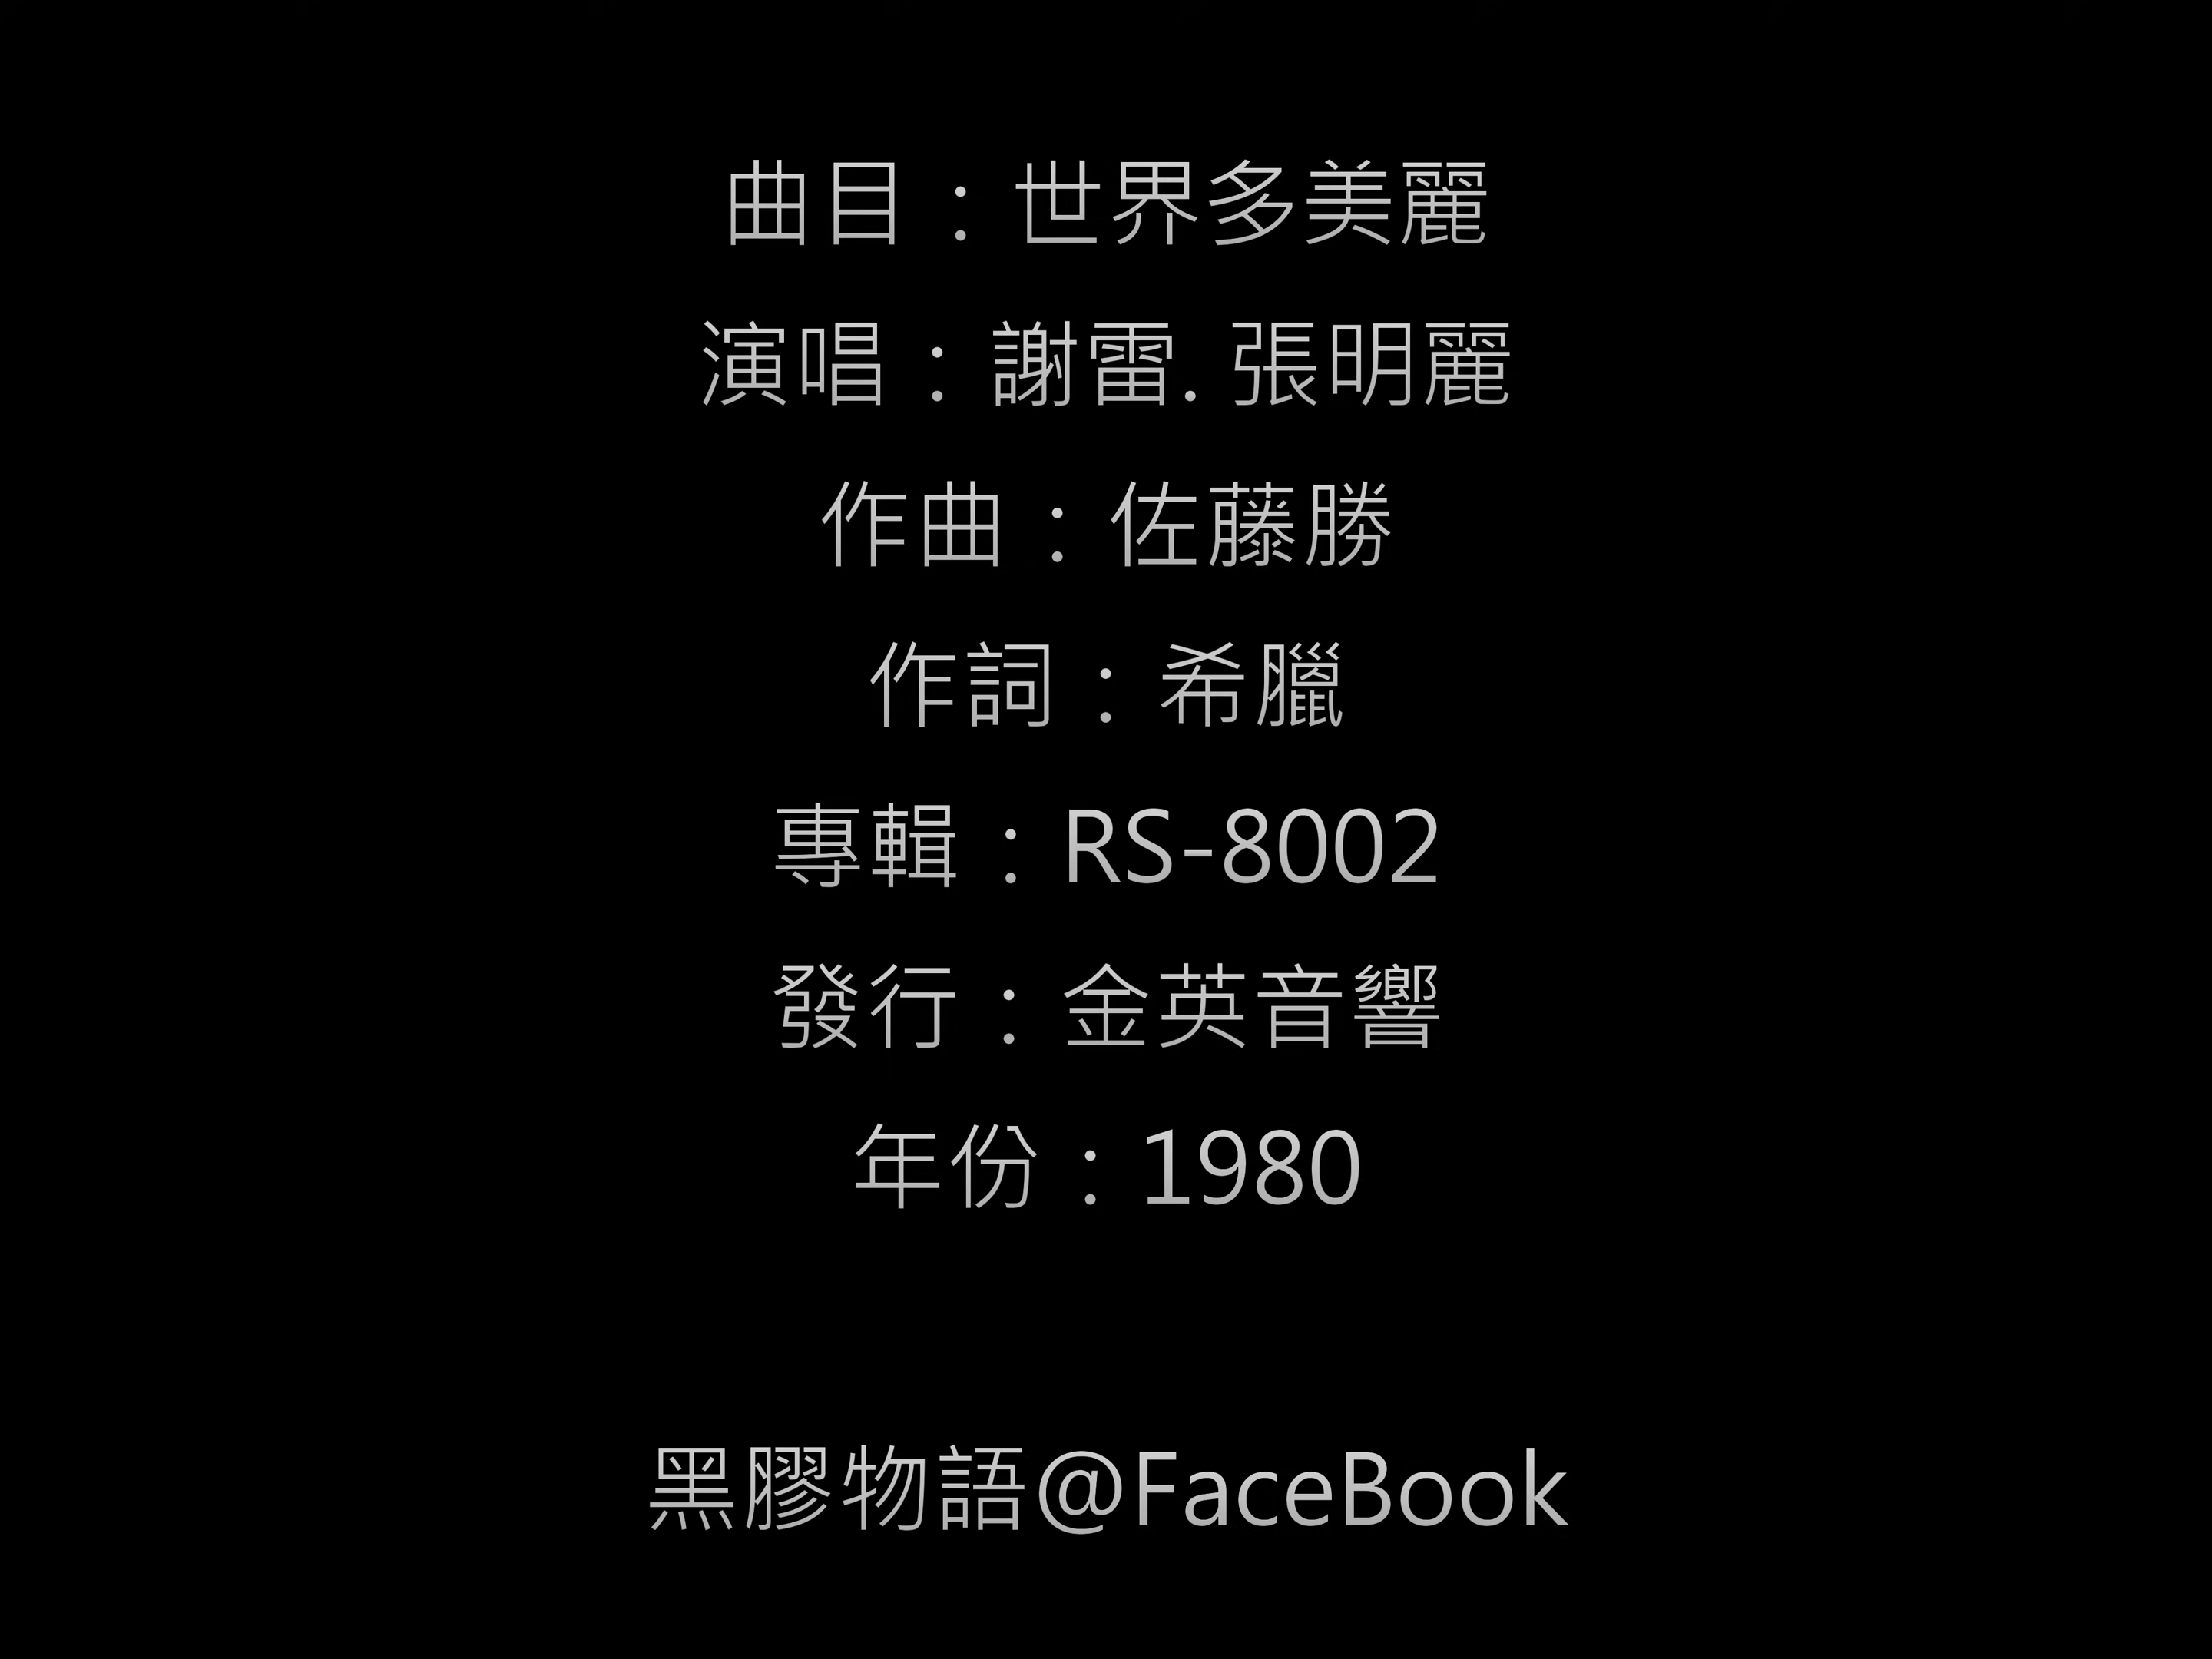 曲目：世界多美麗
演唱：謝雷.張明麗
作曲：佐藤勝
作詞：希臘
專輯：RS-8002
發行：金英音響
年份：1980
黑膠物語@FaceBook